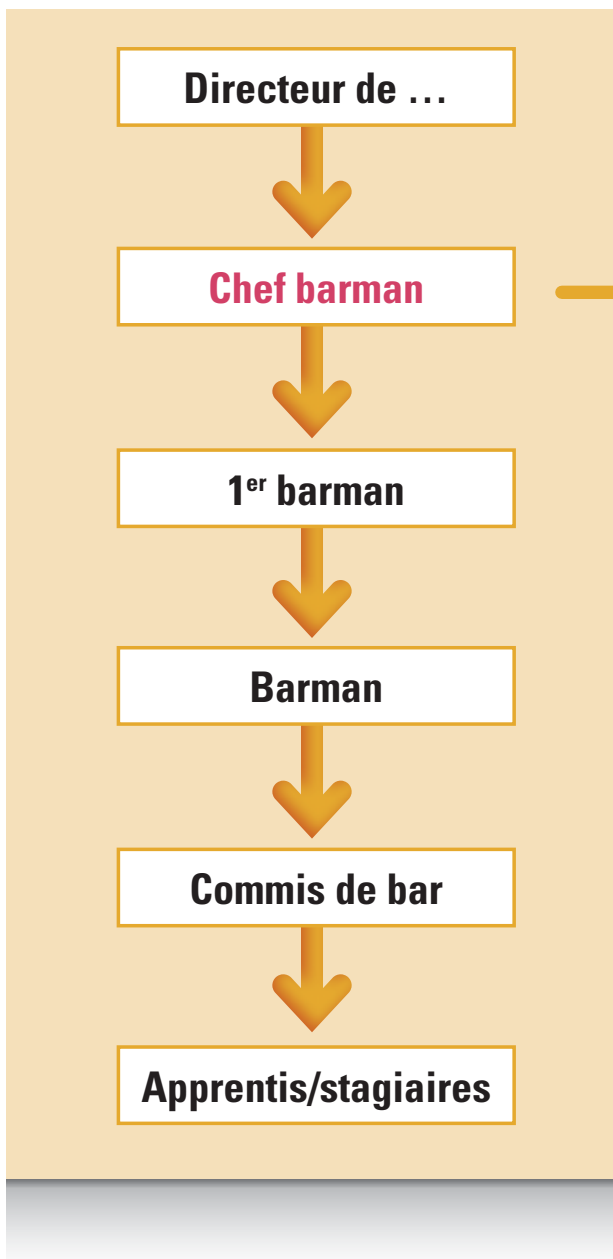 Directeur de …
Chef barman
1er barman
Barman
Commis de bar
Apprentis/stagiaires